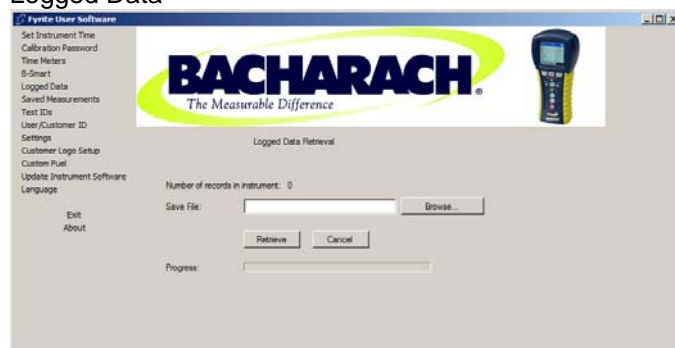 Logged Data
Fyrite User Software
Set Instrument Time
Calibration Password
Time Meters
B-Smart
Logged Data
Saved Measurements
Test IDs
User/Customer ID
Settings
Customer Logo Setup
Custom Fuel
Update Instrument Software
Language
Exit
About
BACHARACH®
The Measurable Difference
Logged Data Retrieval
Number of records in instrument: 0
Save File:
Browse...
Retrieve Cancel
Progress: